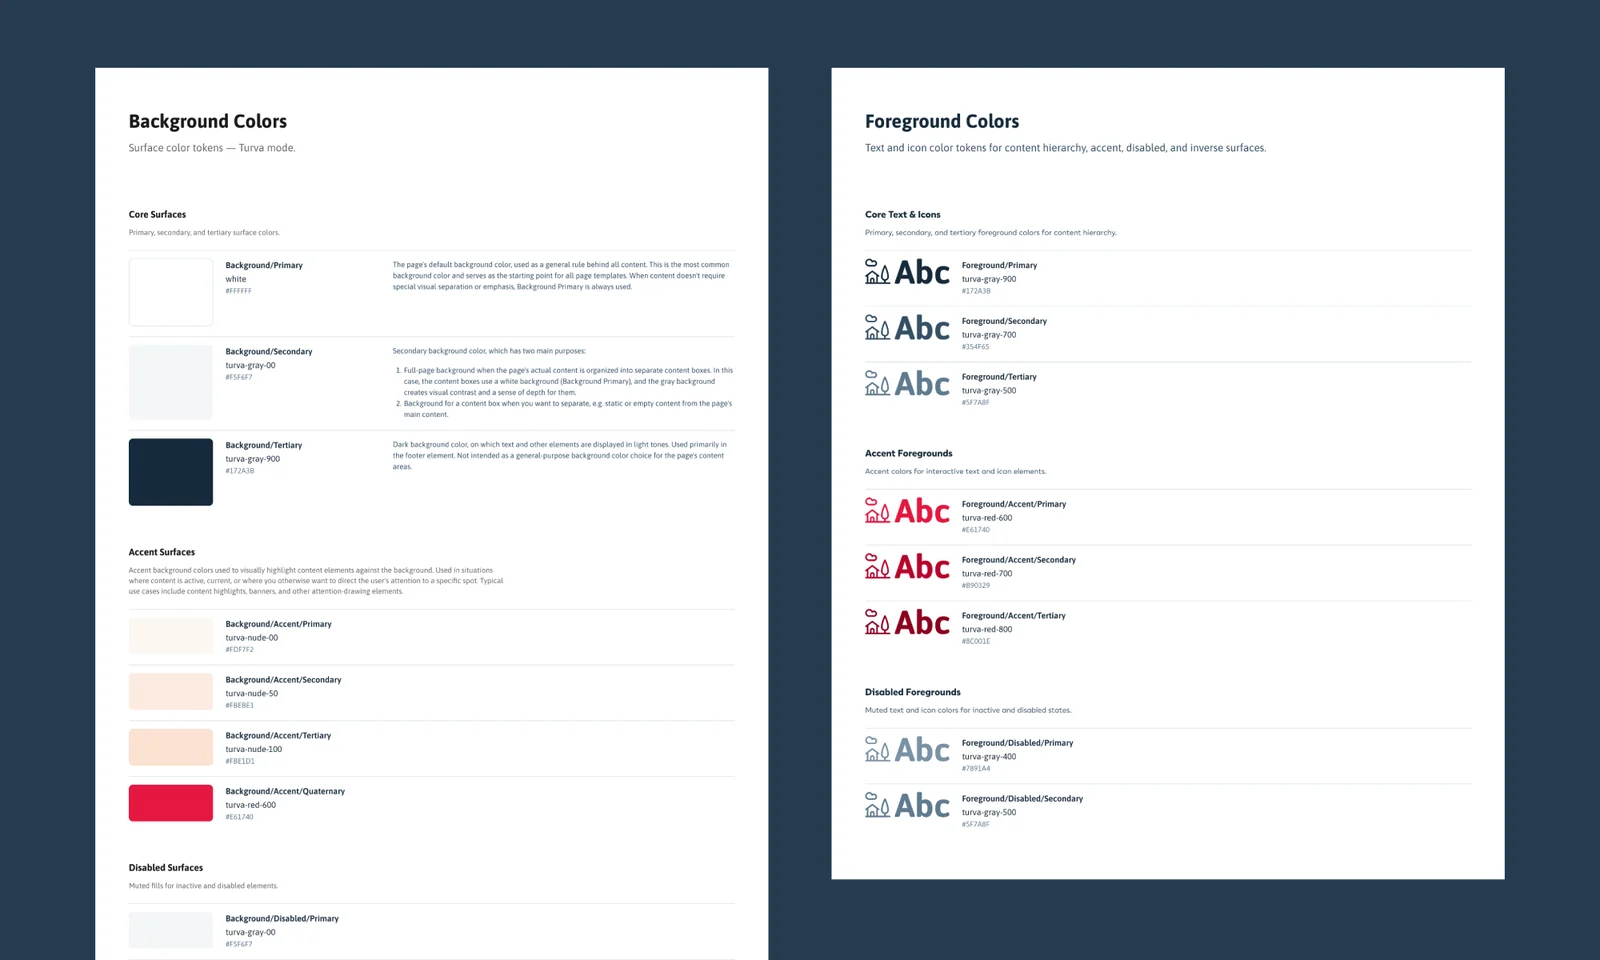 Background Colors
Surface color tokens — Turva mode.
Core Surfaces
Primary, secondary, and tertiary surface colors.
Background/Primary
white
#FFFFFF
The page's default background color, used as a general rule behind all content. This is the most common
background color and serves as the starting point for all page templates. When content doesn't require
special visual separation or emphasis, Background Primary is always used.
Background/Secondary
turva-gray-00
#F5F6F7
Secondary background color, which has two main purposes:
1. Full-page background when the page's actual content is organized into separate content boxes. In this
case, the content boxes use a white background (Background Primary), and the gray background
creates visual contrast and a sense of depth for them.
2. Background for a content box when you want to separate, e.g. static or empty content from the page's
main content.
Background/Tertiary
turva-gray-900
#172A3B
Dark background color, on which text and other elements are displayed in light tones. Used primarily in
the footer element. Not intended as a general-purpose background color choice for the page's content
areas.
Accent Surfaces
Accent background colors used to visually highlight content elements against the background. Used in situations
where content is active, current, or where you otherwise want to direct the user's attention to a specific spot. Typical
use cases include content highlights, banners, and other attention-drawing elements.
Background/Accent/Primary
turva-nude-00
#FDF7F2
Background/Accent/Secondary
turva-nude-50
#FBEBE1
Background/Accent/Tertiary
turva-nude-100
#FBE1D1
Background/Accent/Quaternary
turva-red-600
#E61740
Disabled Surfaces
Muted fills for inactive and disabled elements.
Background/Disabled/Primary
turva-gray-00
#F5F6F7
Foreground Colors
Text and icon color tokens for content hierarchy, accent, disabled, and inverse surfaces.
Core Text & Icons
Primary, secondary, and tertiary foreground colors for content hierarchy.
Abc
Foreground/Primary
turva-gray-900
#172A3B
Abc
Foreground/Secondary
turva-gray-700
#354F65
Abc
Foreground/Tertiary
turva-gray-500
#5F7A8F
Accent Foregrounds
Accent colors for interactive text and icon elements.
Abc
Foreground/Accent/Primary
turva-red-600
#E61740
Abc
Foreground/Accent/Secondary
turva-red-700
#B90329
Abc
Foreground/Accent/Tertiary
turva-red-800
#8C001E
Disabled Foregrounds
Muted text and icon colors for inactive and disabled states.
Abc
Foreground/Disabled/Primary
turva-gray-400
#7891A4
Abc
Foreground/Disabled/Secondary
turva-gray-500
#5F7A8F